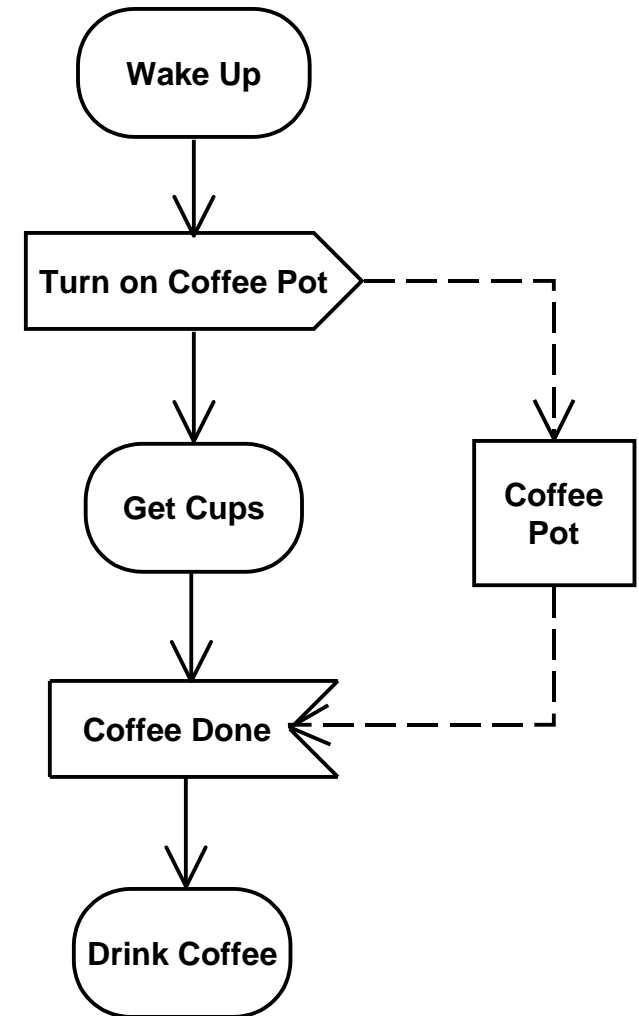 Wake Up
Turn on Coffee Pot
Get Cups
Coffee
Pot
Coffee Done
Drink Coffee